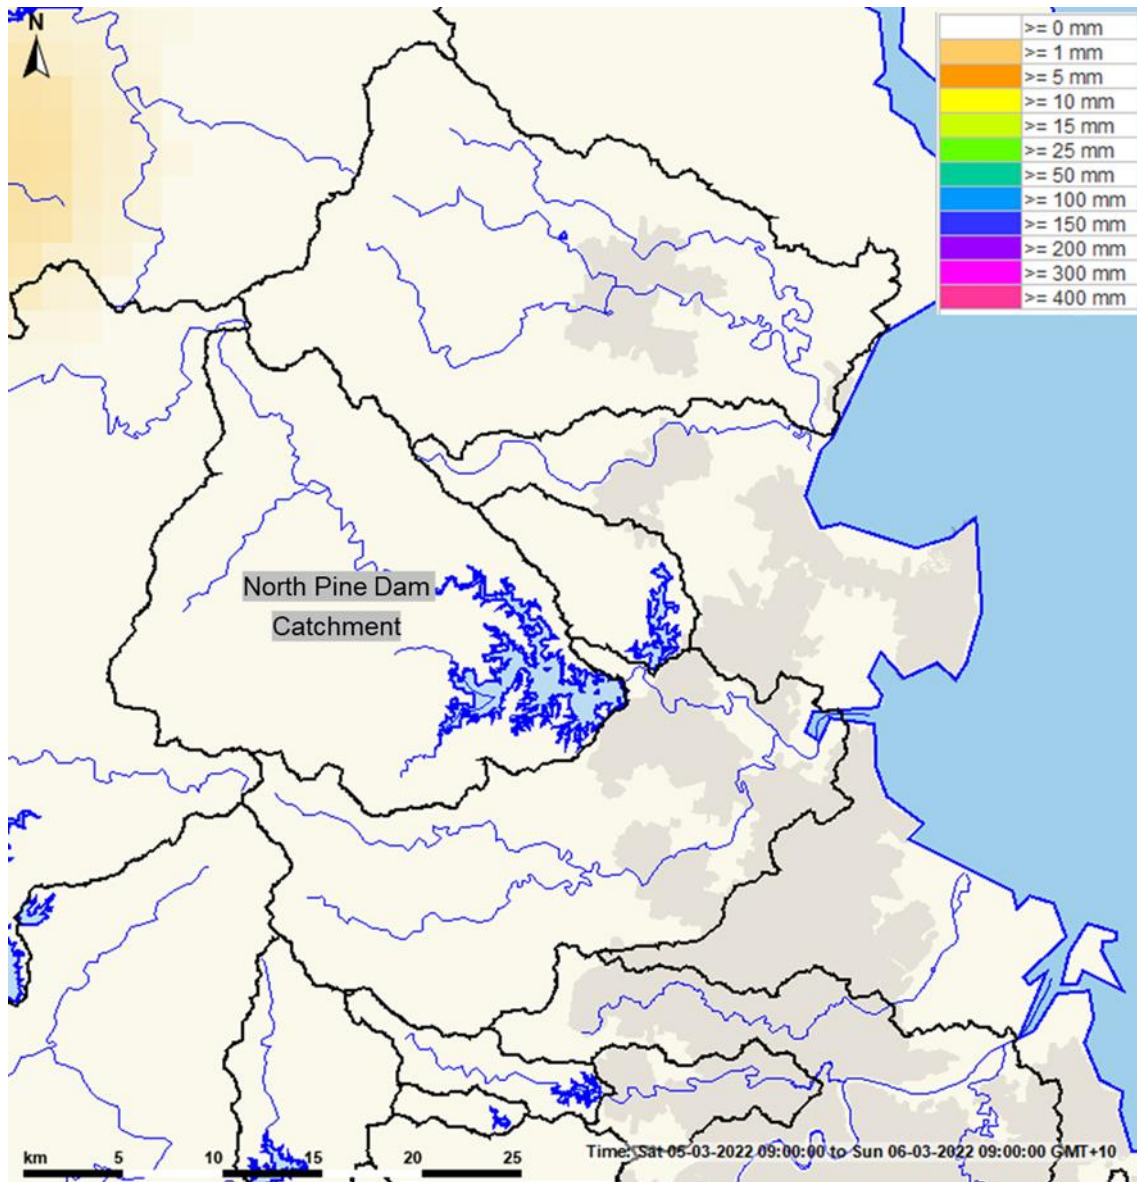 N
>= 0 mm
>= 1 mm
>= 5 mm
>= 10 mm
>= 15 mm
>= 25 mm
>= 50 mm
>= 100 mm
>= 150 mm
>= 200 mm
>= 300 mm
>= 400 mm
North Pine Dam
Catchment
km 5 10 15 20 25
Time: Sat 05-03-2022 09:00:00 to Sun 06-03-2022 09:00:00 GMT+10